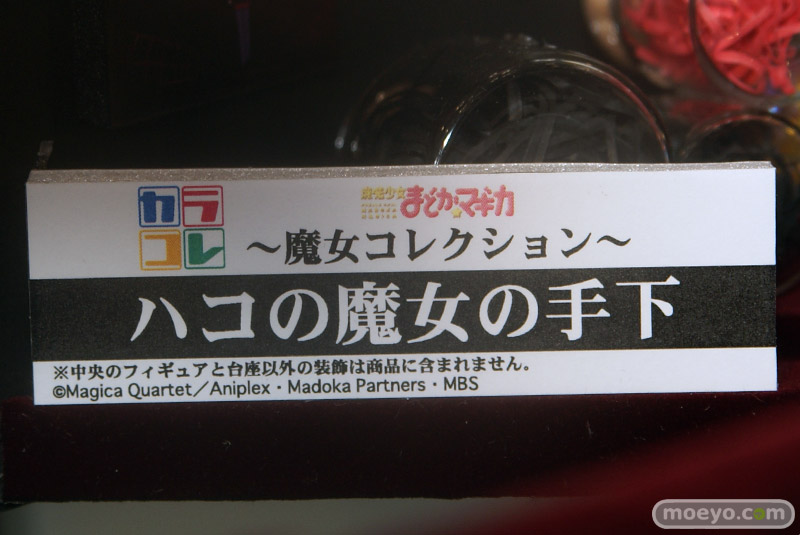 カラ
コレ
魔法少女
まどか★マギカ
～魔女コレクション～
ハコの魔女の手下
※中央のフィギュアと台座以外の装飾は商品に含まれません。
©Magica Quartet／Aniplex・Madoka Partners・MBS
moeyo.com